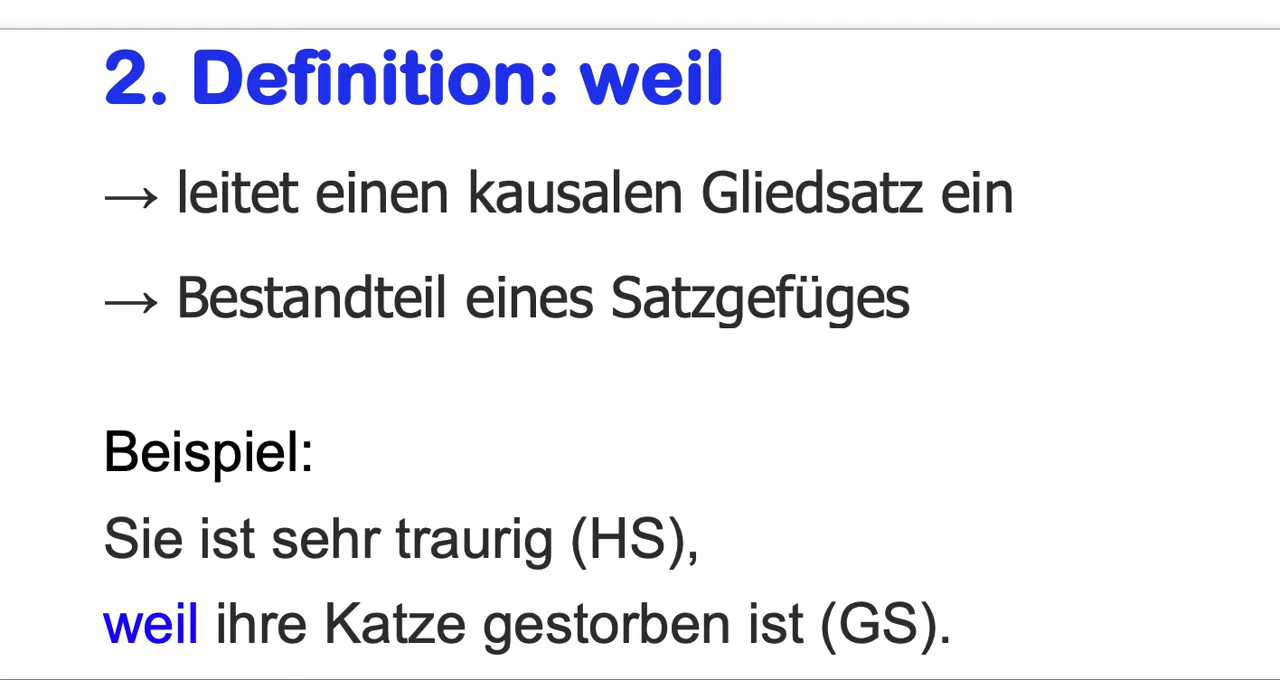 2. Definition: weil
→ leitet einen kausalen Gliedsatz ein
→ Bestandteil eines Satzgefüges
Beispiel:
Sie ist sehr traurig (HS),
weil ihre Katze gestorben ist (GS).